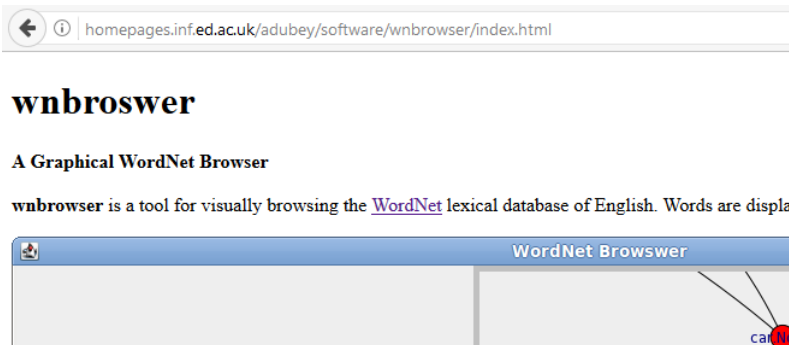 homepages.inf.ed.ac.uk/adubey/software/wnbrowser/index.html
wnbroswer
A Graphical WordNet Browser
wnbrowser is a tool for visually browsing the WordNet lexical database of English. Words are displa
WordNet Browswer
car